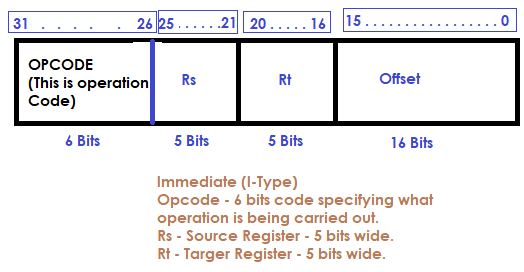 31 . . . . . 26 25 . . . . . .21 20 . . . . . 16 15 . . . . . . . . . . . . . . . . . 0
OPCODE
(This is operation
Code)
Rs
Rt
Offset
6 Bits 5 Bits 5 Bits 16 Bits
Immediate (I-Type)
Opcode - 6 bits code specifying what
operation is being carried out.
Rs - Source Register - 5 bits wide.
Rt - Targer Register - 5 bits wide.